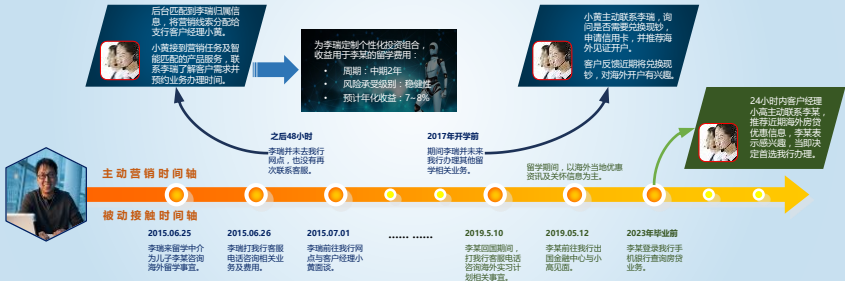 后台匹配到李瑞归属信
息，将营销线索分配给
支行客户经理小黄。
小黄接到营销任务及智
能匹配的产品服务，联
系李瑞了解客户需求并
预约业务办理时间。
为李瑞定制个性化投资组合，
收益用于李某的留学费用：
• 周期：中期2年
• 风险承受级别：稳健性
• 预计年化收益：7~8%
小黄主动联系李瑞，询
问是否需要兑换现钞，
申请信用卡，并推荐海
外见证开户。
客户反馈近期将兑换现
钞，对海外开户有兴趣。
24小时内客户经理
小高主动联系李某，
推荐近期海外房贷
优惠信息，李某表
示感兴趣，当即决
定首选我行办理。
之后48小时
李瑞并未去我行
网点，也没有再
次联系客服。
2017年开学前
期间李瑞并未来
我行办理其他留
学相关业务。
留学期间，以海外当地优惠
资讯及关怀信息为主。
主动营销时间轴
被动接触时间轴
2015.06.25
李瑞来留学中介
为儿子李某咨询
海外留学事宜。
2015.06.26
李瑞打我行客服
电话咨询相关业
务及费用。
2015.07.01
李瑞前往我行网
点与客户经理小
黄面谈。
…… ……
2019.5.10
李某回国期间，
打我行客服电话
咨询海外实习计
划相关事宜。
2019.05.12
李某前往我行出
国金融中心与小
高见面。
2023年毕业前
李某登录我行手
机银行查询房贷
业务。